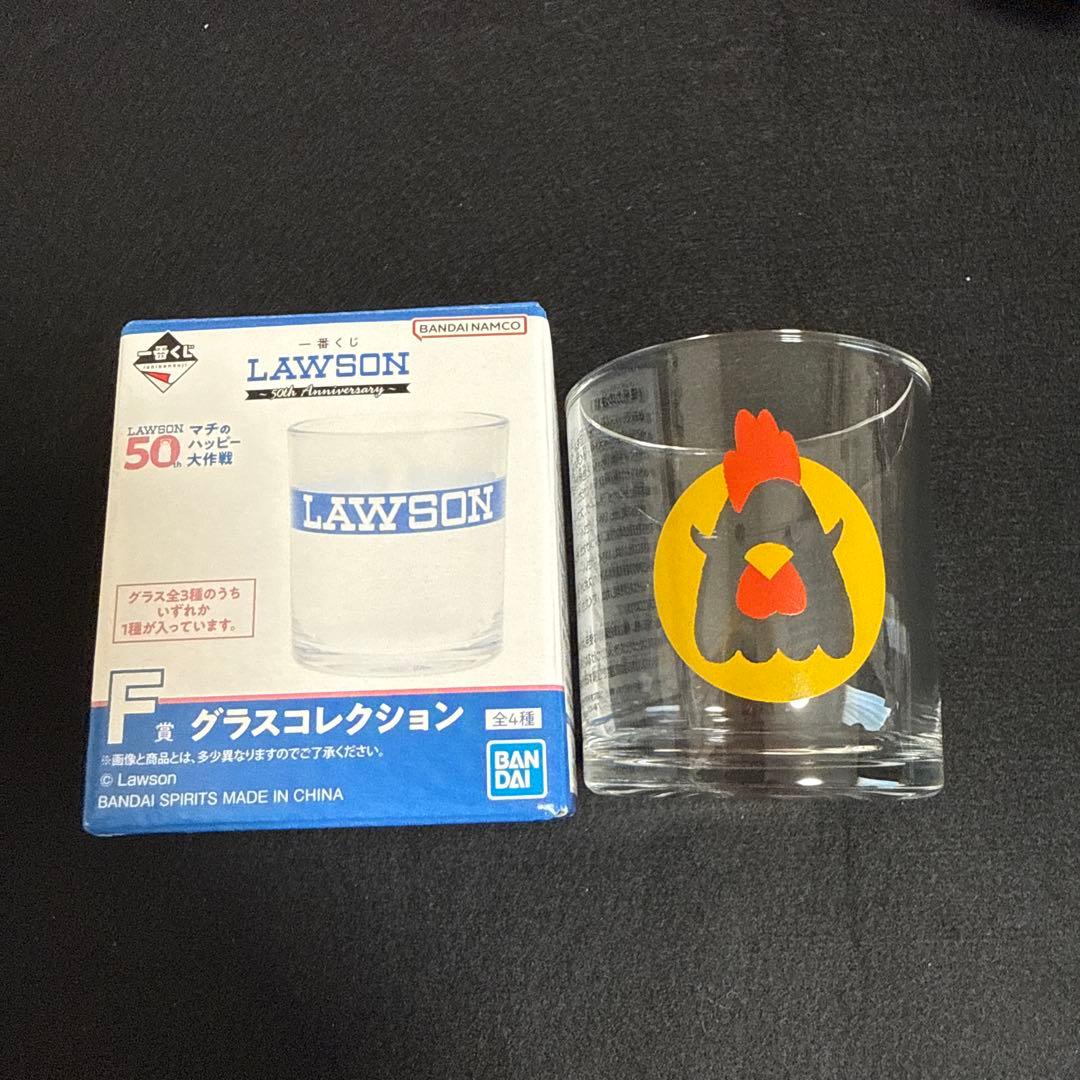 一番くじ
ichibanKuji
BANDAI NAMCO
一番くじ
LAWSON
~ 50th Anniversary ~
LAWSON
50th
マチの
ハッピー
大作戦
LAWSON
グラス全3種のうち
いずれか
1種が入っています。
F賞 グラスコレクション 全4種
※画像と商品とは、多少異なりますのでご了承ください。
© Lawson
BANDAI SPIRITS MADE IN CHINA
BAN
DAI